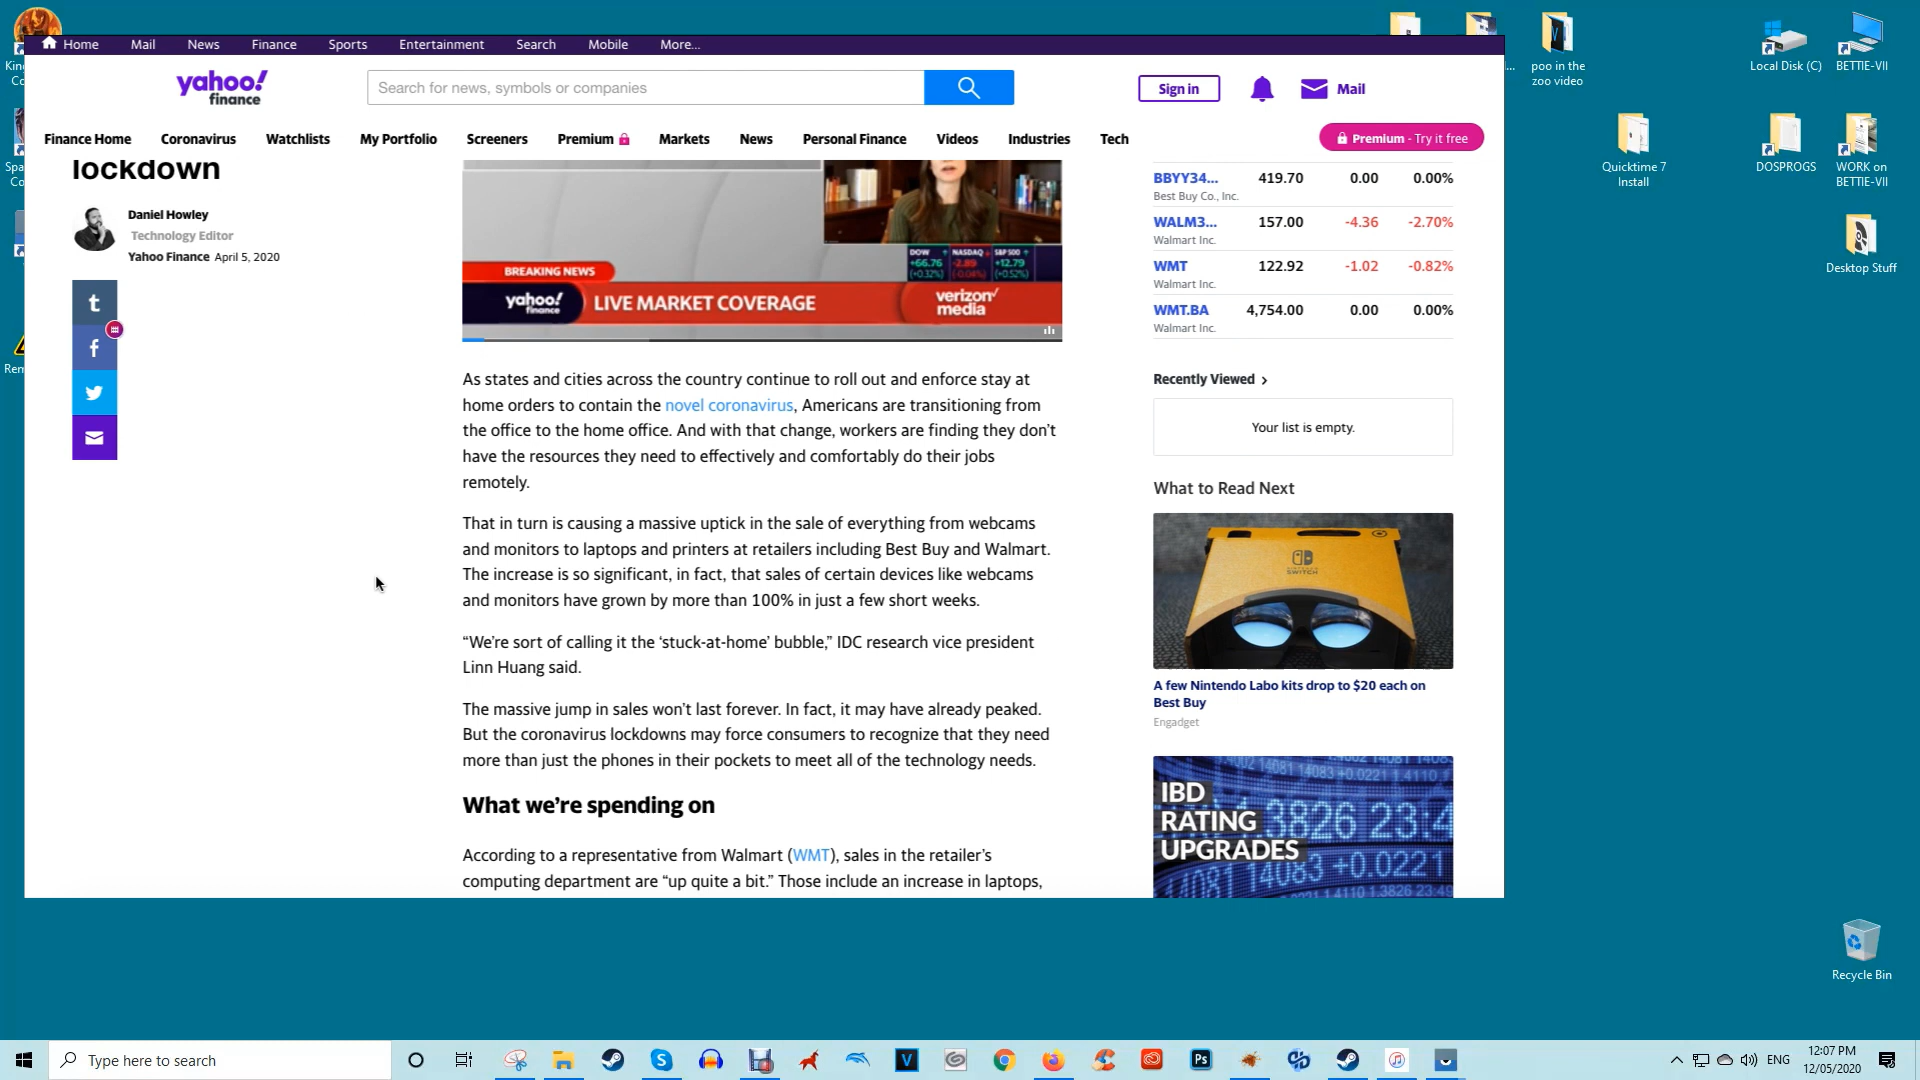 Home Mail News Finance Sports Entertainment Search Mobile More...
yahoo!
finance
Search for news, symbols or companies
Sign in
Mail
Finance Home Coronavirus Watchlists My Portfolio Screeners Premium Markets News Personal Finance Videos Industries Tech
Premium - Try it free
lockdown
Daniel Howley
Technology Editor
Yahoo Finance April 5, 2020
DOW NASDAQ S&P 500
+66.76 -2.89 +12.79
(+0.32%) (-0.04%) (+0.52%)
BREAKING NEWS
yahoo!
finance
LIVE MARKET COVERAGE
verizon
media
As states and cities across the country continue to roll out and enforce stay at
home orders to contain the novel coronavirus, Americans are transitioning from
the office to the home office. And with that change, workers are finding they don't
have the resources they need to effectively and comfortably do their jobs
remotely.
That in turn is causing a massive uptick in the sale of everything from webcams
and monitors to laptops and printers at retailers including Best Buy and Walmart.
The increase is so significant, in fact, that sales of certain devices like webcams
and monitors have grown by more than 100% in just a few short weeks.
“We're sort of calling it the ‘stuck-at-home’ bubble,” IDC research vice president
Linn Huang said.
The massive jump in sales won't last forever. In fact, it may have already peaked.
But the coronavirus lockdowns may force consumers to recognize that they need
more than just the phones in their pockets to meet all of the technology needs.
What we're spending on
According to a representative from Walmart (WMT), sales in the retailer's
computing department are “up quite a bit.” Those include an increase in laptops,
BBYY34... 419.70 0.00 0.00%
Best Buy Co., Inc.
WALM3... 157.00 -4.36 -2.70%
Walmart Inc.
WMT 122.92 -1.02 -0.82%
Walmart Inc.
WMT.BA 4,754.00 0.00 0.00%
Walmart Inc.
Recently Viewed
Your list is empty.
What to Read Next
NINTENDO
SWITCH
A few Nintendo Labo kits drop to $20 each on
Best Buy
Engadget
IBD
RATING
UPGRADES
poo in the
zoo video
Local Disk (C)
BETTIE-VII
Quicktime 7
Install
DOSPROGS
WORK on
BETTIE-VII
Desktop Stuff
Recycle Bin
Type here to search
ENG
12:07 PM
12/05/2020